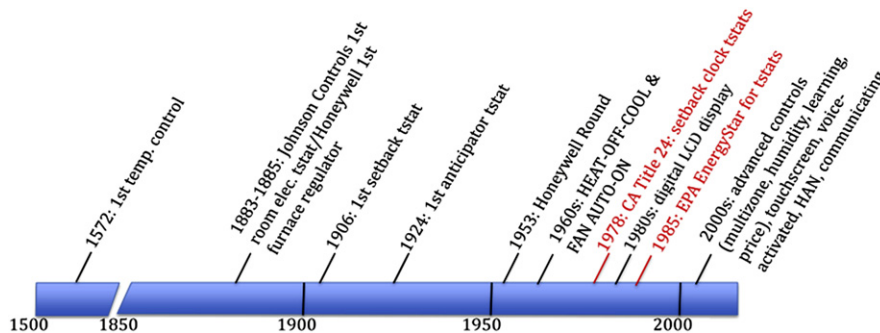 1572: 1st temp. control
1883-1885: Johnson Controls 1st
room elec. tstat/Honeywell 1st
furnace regulator
1906: 1st setback tstat
1924: 1st anticipator tstat
1953: Honeywell Round
1960s: HEAT-OFF-COOL &
FAN AUTO-ON
1978: CA Title 24: setback clock tstats
1980s: digital LCD display
1985: EPA EnergyStar for tstats
2000s: advanced controls
(multizone, humidity, learning,
price), touchscreen, voice-
activated, HAN, communicating
1500
1850
1900
1950
2000